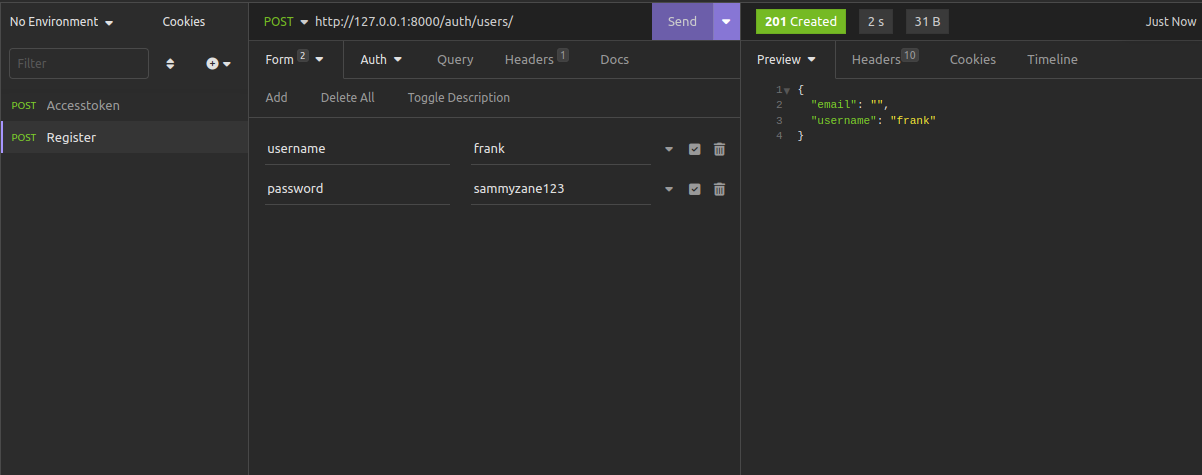 No Environment Cookies
Filter
POST Accesstoken
POST Register
POST http://127.0.0.1:8000/auth/users/ Send
Form 2 Auth Query Headers 1 Docs
Add Delete All Toggle Description
username frank
password sammyzane123
201 Created 2 s 31 B Just Now
Preview Headers 10 Cookies Timeline
1 {
2 "email": "",
3 "username": "frank"
4 }